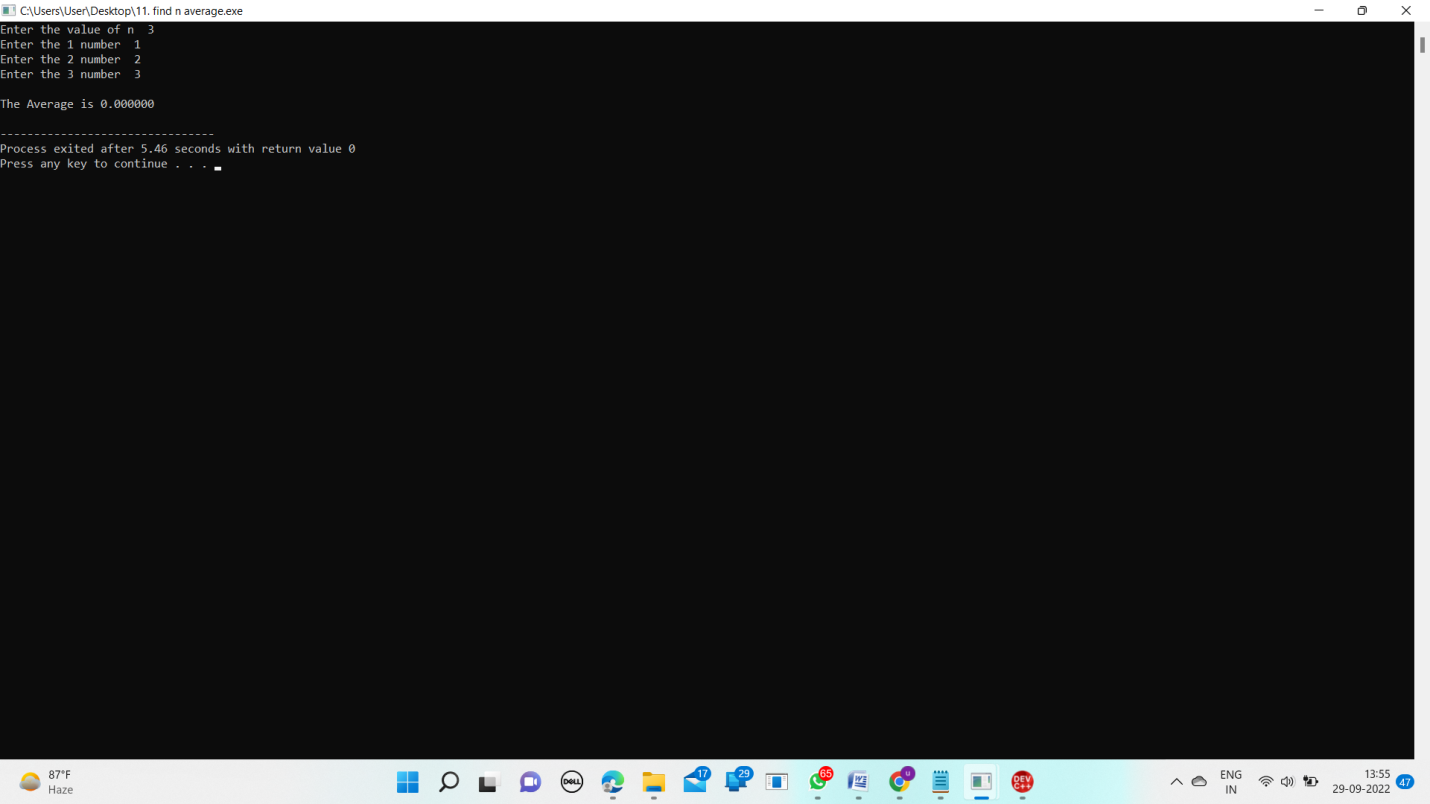 C:\Users\User\Desktop\11. find n average.exe
Enter the value of n  3
Enter the 1 number  1
Enter the 2 number  2
Enter the 3 number  3
The Average is 0.000000
--------------------------------
Process exited after 5.46 seconds with return value 0
Press any key to continue . . .
87°F
Haze
DELL
17
29
65
W
u
DEV
C++
ENG
IN
13:55
29-09-2022
47